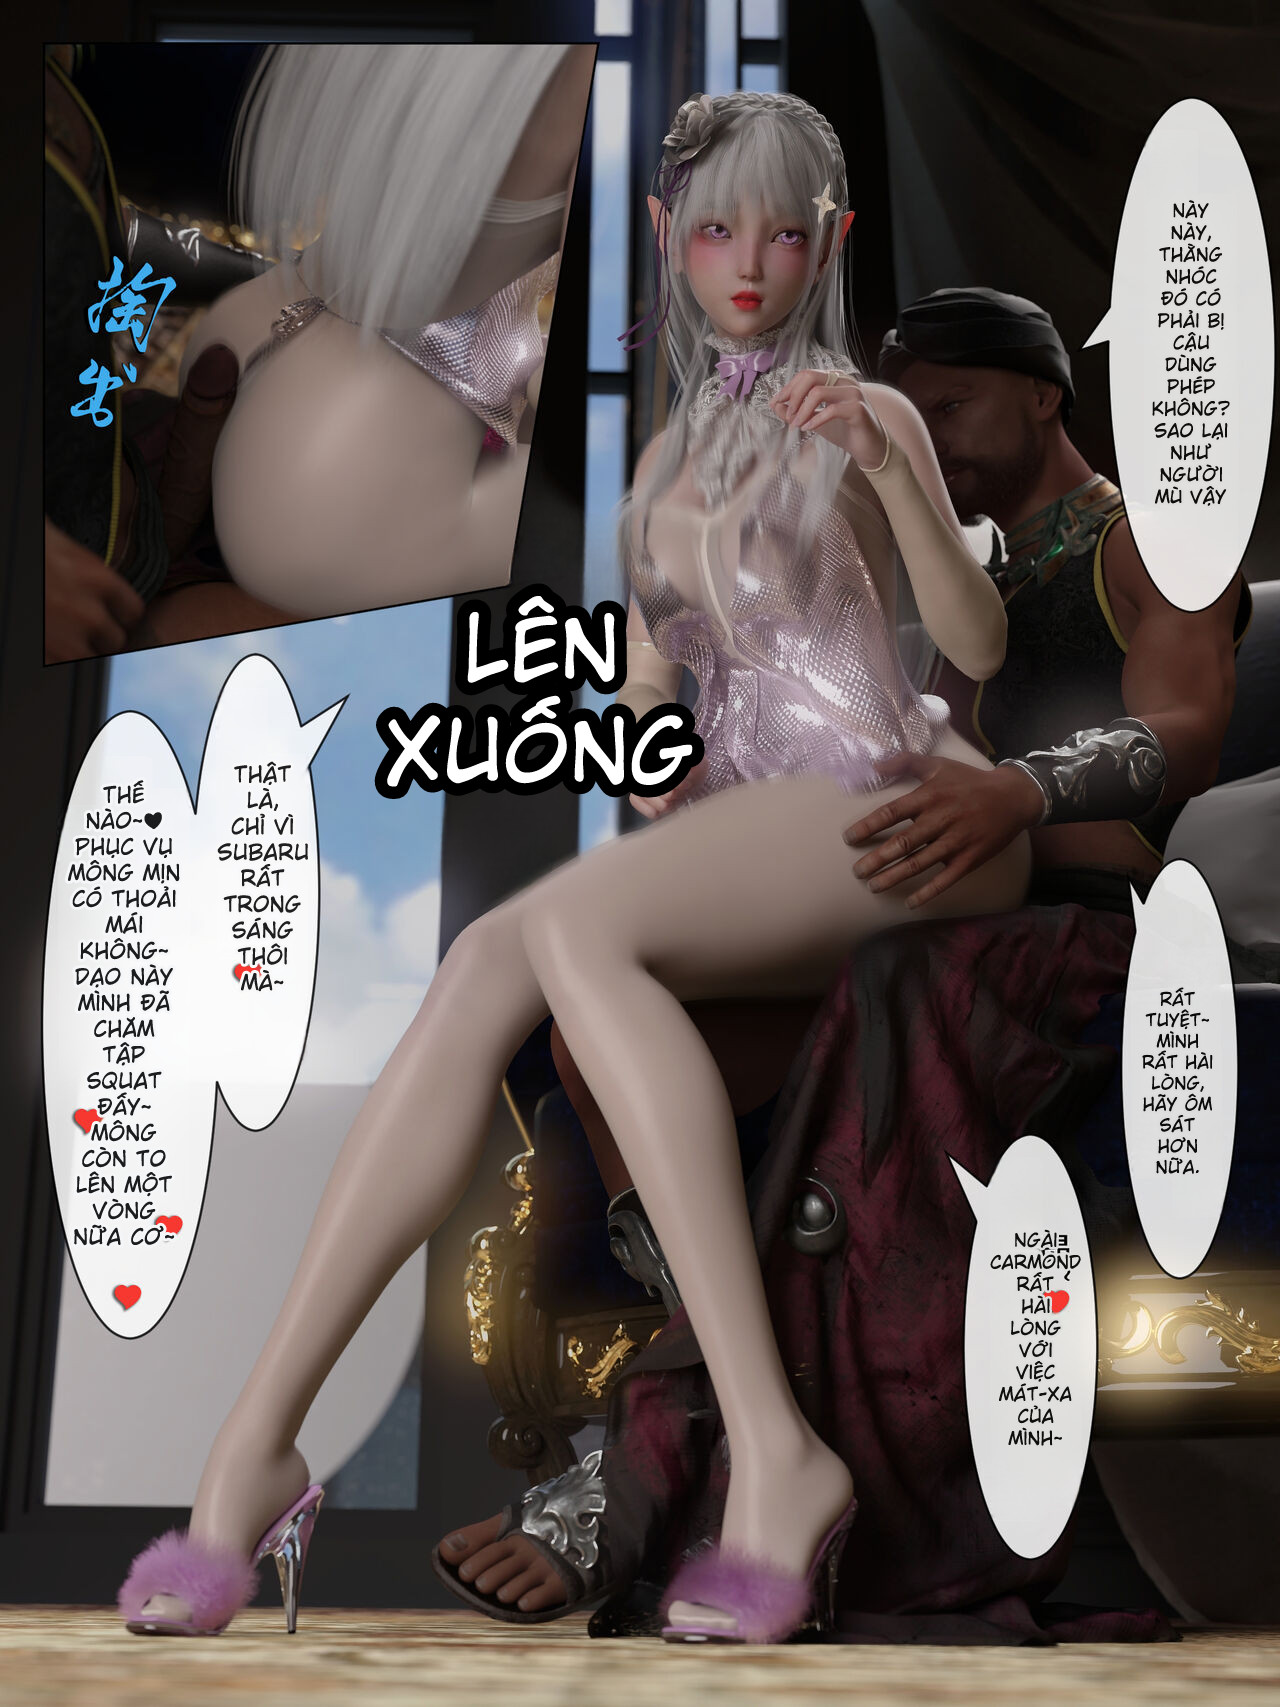 NÀY
NÀY,
THẰNG
NHÓC
ĐÓ CÓ
PHẢI BỊ
CẬU
DÙNG
PHÉP
KHÔNG?
SAO LẠI
NHƯ
NGƯỜI
MÙ VẬY
掏
出
LÊN
XUỐNG
THẬT
LÀ,
CHỈ VÌ
SUBARU
RẤT
TRONG
SÁNG
THÔI
MÀ~
THẾ
NÀO~♥
PHỤC VỤ
MÔNG MỊN
CÓ THOẢI
MÁI
KHÔNG~
DẠO NÀY
MÌNH ĐÃ
CHĂM
TẬP
SQUAT
ĐẤY~
MÔNG
CÒN TO
LÊN MỘT
VÒNG
NỮA CƠ~
RẤT
TUYỆT~
MÌNH
RẤT HÀI
LÒNG,
HÃY ÔM
SÁT
HƠN
NỮA.
NGÀI
CARMOND
RẤT
HÀI
LÒNG
VỚI
VIỆC
MÁT-XA
CỦA
MÌNH~